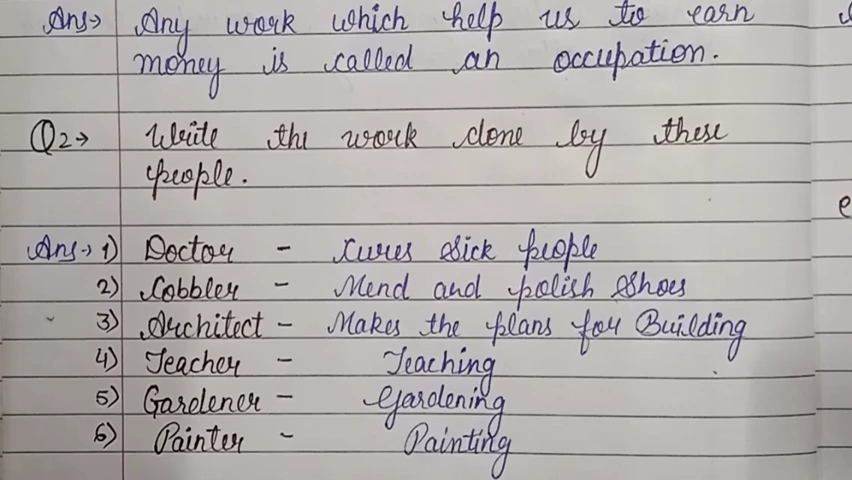 Ans→ Any work which help us to earn
money is called an occupation.
Q2→ Write the work done by these
people.
Ans→ 1) Doctor - Cures Sick people
2) Cobbler - Mend and polish Shoes
3) Architect - Makes the plans for Building
4) Teacher - Teaching
5) Gardener - Gardening
6) Painter - Painting
e